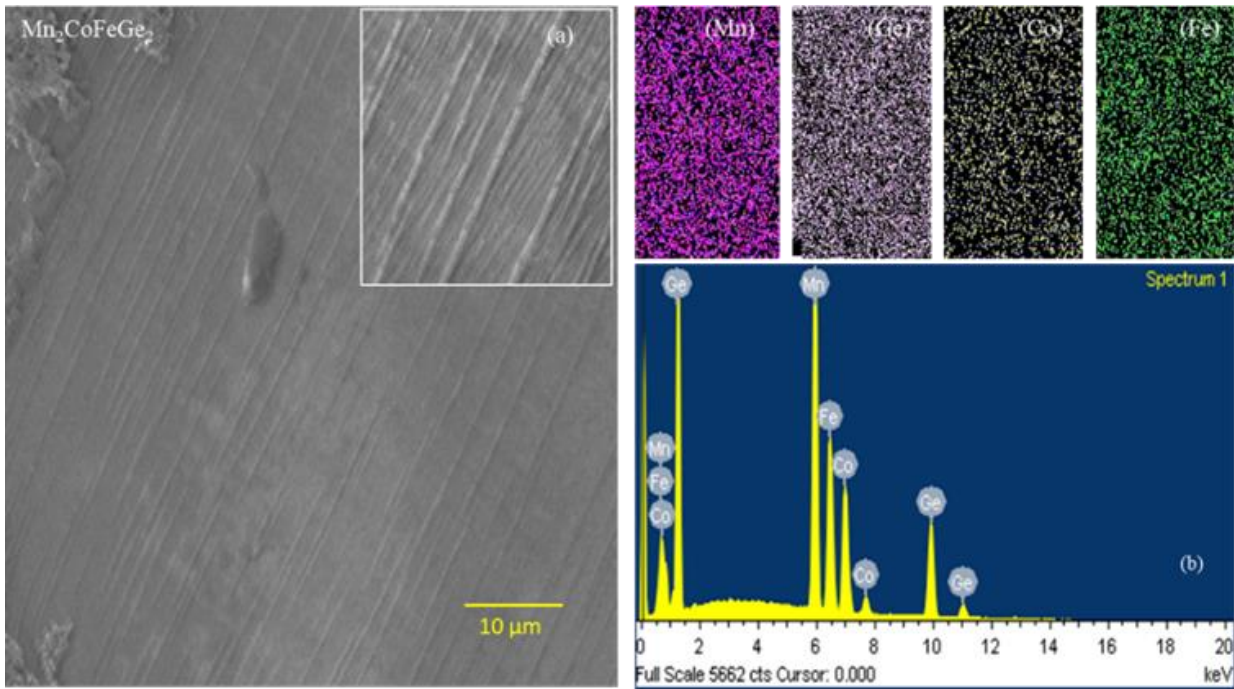 Mn₂CoFeGe₂
(a)
10 µm
(Mn)
(Ge)
(Co)
(Fe)
Spectrum 1
Ge
Mn
Fe
Co
Mn
Fe
Co
Co
Ge
Ge
(b)
0 2 4 6 8 10 12 14 16 18 20
Full Scale 5662 cts Cursor: 0.000 keV